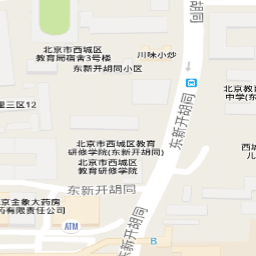 胡同
北京市西城区
教育局宿舍3号楼
东新开胡同小区
川味小炒
北京教育
中学(东
里三区12
东新开胡同
北京市西城区教育
研修学院(东新开胡同)
北京市西城区
教育研修学院
西城
儿
东新开胡同
京金象大药房
药有限责任公司
ATM
东新开胡同
B